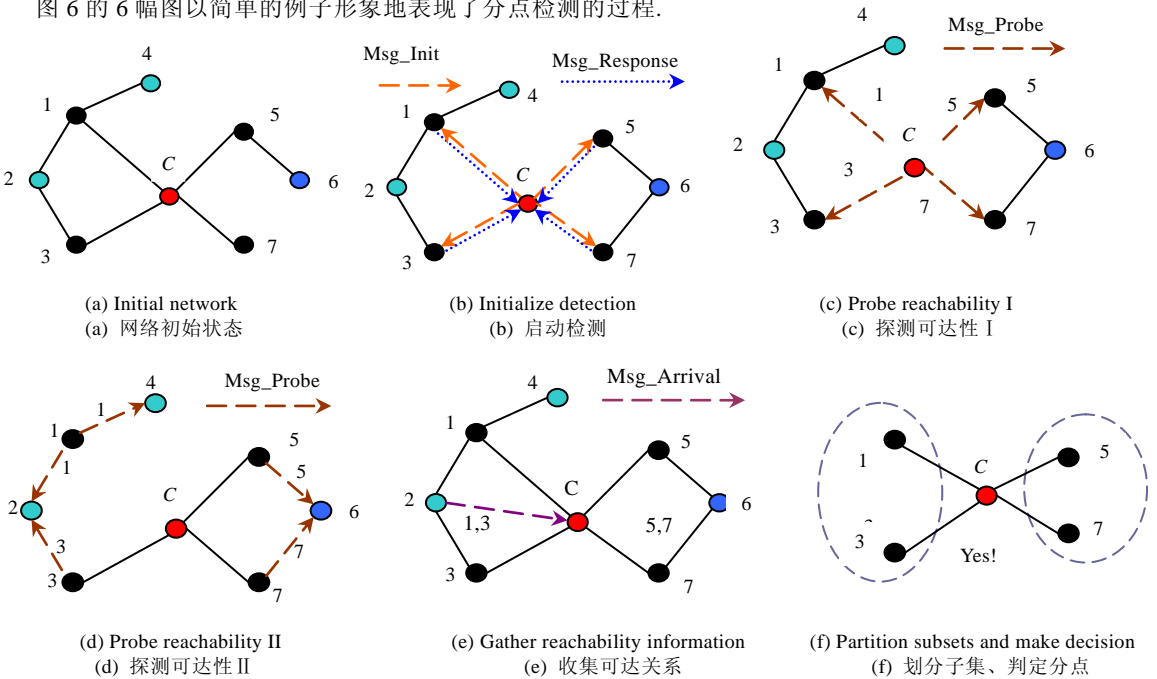 图 6 的 6 幅图以简单的例子形象地表现了分点检测的过程.
4
1
5
C
2
6
3
7
(a) Initial network
(a) 网络初始状态
Msg_Init
Msg_Response
4
1
5
C
2
6
3
7
(b) Initialize detection
(b) 启动检测
Msg_Probe
4
1
1
5
5
C
2
6
3
3
7
7
(c) Probe reachability I
(c) 探测可达性 I
Msg_Probe
4
1
1
1
5
5
C
2
6
3
3
7
7
(d) Probe reachability II
(d) 探测可达性 II
Msg_Arrival
4
1
5
C
2
6
1,3
5,7
3
7
(e) Gather reachability information
(e) 收集可达关系
1
5
C
3
7
Yes!
(f) Partition subsets and make decision
(f) 划分子集、判定分点